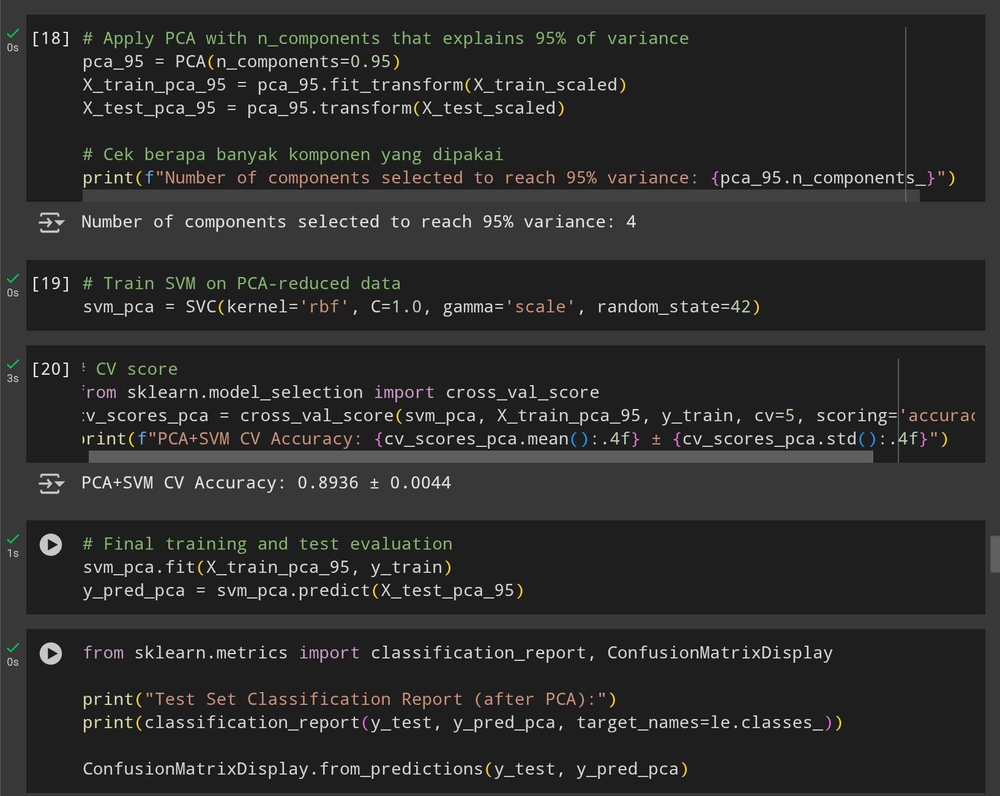 [18] # Apply PCA with n_components that explains 95% of variance
0s
pca_95 = PCA(n_components=0.95)
X_train_pca_95 = pca_95.fit_transform(X_train_scaled)
X_test_pca_95 = pca_95.transform(X_test_scaled)
# Cek berapa banyak komponen yang dipakai
print(f"Number of components selected to reach 95% variance: {pca_95.n_components_}")
Number of components selected to reach 95% variance: 4
[19] # Train SVM on PCA-reduced data
0s
svm_pca = SVC(kernel='rbf', C=1.0, gamma='scale', random_state=42)
[20] # CV score
3s
rom sklearn.model_selection import cross_val_score
v_scores_pca = cross_val_score(svm_pca, X_train_pca_95, y_train, cv=5, scoring='accurac
rint(f"PCA+SVM CV Accuracy: {cv_scores_pca.mean():.4f} ± {cv_scores_pca.std():.4f}")
PCA+SVM CV Accuracy: 0.8936 ± 0.0044
# Final training and test evaluation
1s
svm_pca.fit(X_train_pca_95, y_train)
y_pred_pca = svm_pca.predict(X_test_pca_95)
from sklearn.metrics import classification_report, ConfusionMatrixDisplay
0s
print("Test Set Classification Report (after PCA):")
print(classification_report(y_test, y_pred_pca, target_names=le.classes_))
ConfusionMatrixDisplay.from_predictions(y_test, y_pred_pca)